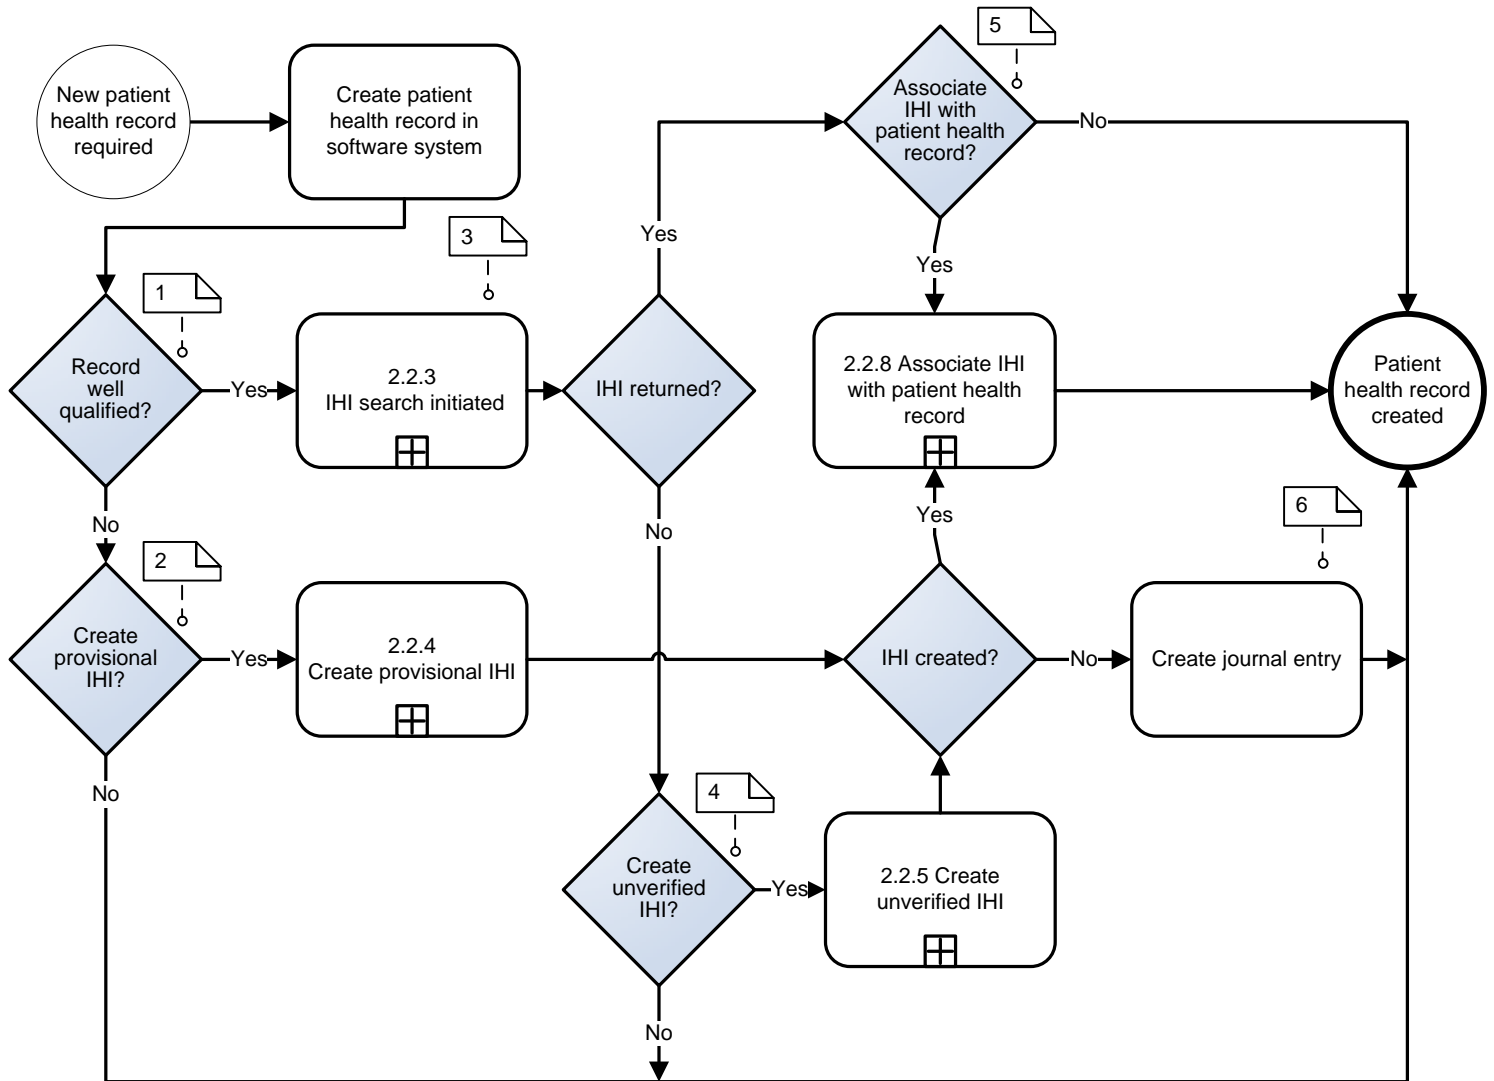 New patient
health record
required
Create patient
health record in
software system
5
Associate
IHI with
patient health
record?
No
3
Yes
Yes
1
Record
well
qualified?
Yes
2.2.3
IHI search initiated
IHI returned?
2.2.8 Associate IHI
with patient health
record
Patient
health record
created
No
No
Yes
6
2
Create
provisional
IHI?
Yes
2.2.4
Create provisional IHI
IHI created?
No
Create journal entry
No
4
Create
unverified
IHI?
Yes
2.2.5 Create
unverified IHI
No